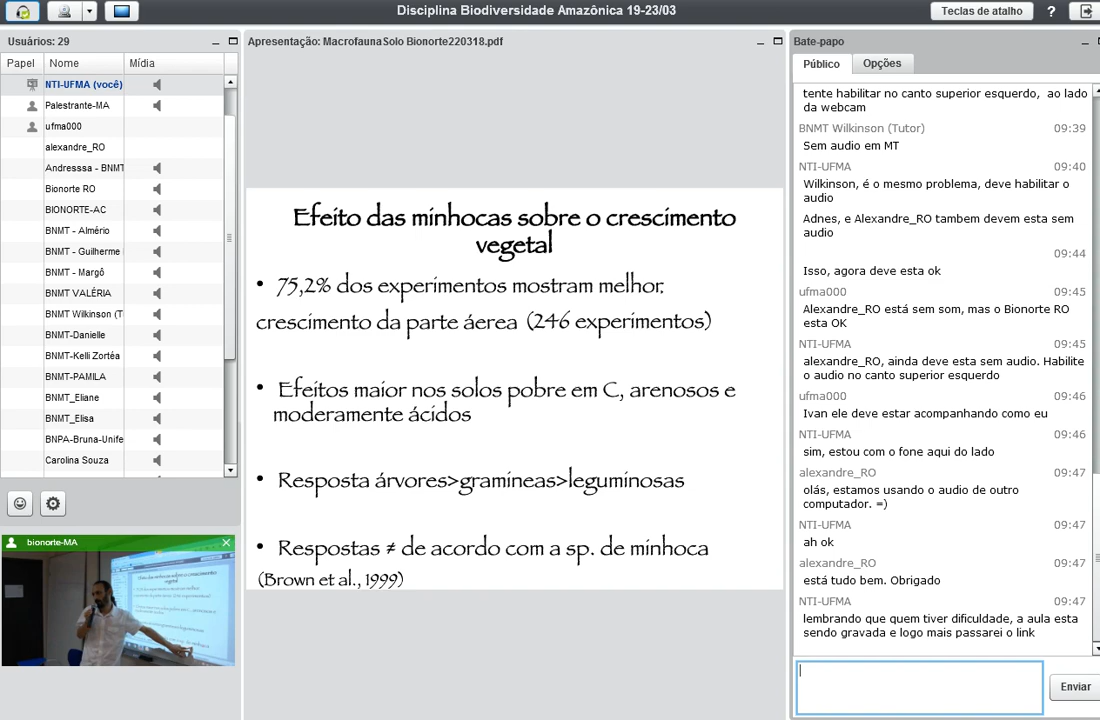 Disciplina Biodiversidade Amazônica 19-23/03
Teclas de atalho
?
Usuários: 29
Papel Nome Mídia
NTI-UFMA (você)
Palestrante-MA
ufma000
alexandre_RO
Andresssa - BNMT
Bionorte RO
BIONORTE-AC
BNMT - Almério
BNMT - Guilherme
BNMT - Margô
BNMT VALÉRIA
BNMT Wilkinson (T
BNMT-Danielle
BNMT-Kelli Zortéa
BNMT-PAMILA
BNMT_Eliane
BNMT_Elisa
BNPA-Bruna-Unife
Carolina Souza
bionorte-MA
Apresentação: MacrofaunaSolo Bionorte220318.pdf
Efeito das minhocas sobre o crescimento
vegetal
• 75,2% dos experimentos mostram melhor.
crescimento da parte áerea (246 experimentos)
• Efeitos maior nos solos pobre em C, arenosos e
moderamente ácidos
• Resposta árvores>gramíneas>leguminosas
• Respostas ≠ de acordo com a sp. de minhoca
(Brown et al., 1999)
Bate-papo
Público Opções
tente habilitar no canto superior esquerdo, ao lado
da webcam
BNMT Wilkinson (Tutor) 09:39
Sem audio em MT
NTI-UFMA 09:40
Wilkinson, é o mesmo problema, deve habilitar o
audio
Adnes, e Alexandre_RO tambem devem esta sem
audio
09:44
Isso, agora deve esta ok
ufma000 09:45
Alexandre_RO está sem som, mas o Bionorte RO
esta OK
NTI-UFMA 09:45
alexandre_RO, ainda deve esta sem audio. Habilite
o audio no canto superior esquerdo
ufma000 09:46
Ivan ele deve estar acompanhando como eu
NTI-UFMA 09:46
sim, estou com o fone aqui do lado
alexandre_RO 09:47
olás, estamos usando o audio de outro
computador. =)
NTI-UFMA 09:47
ah ok
alexandre_RO 09:47
está tudo bem. Obrigado
NTI-UFMA 09:47
lembrando que quem tiver dificuldade, a aula esta
sendo gravada e logo mais passarei o link
Enviar